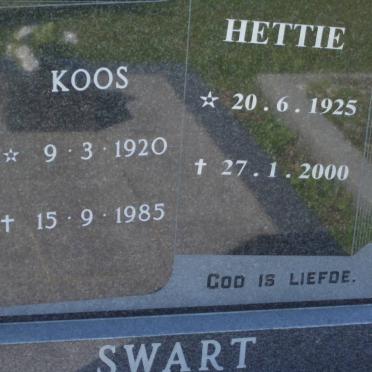 KOOS
☆ 9·3·1920
✝ 15·9·1985
HETTIE
☆ 20.6.1925
✝ 27.1.2000
GOD IS LIEFDE.
SWART